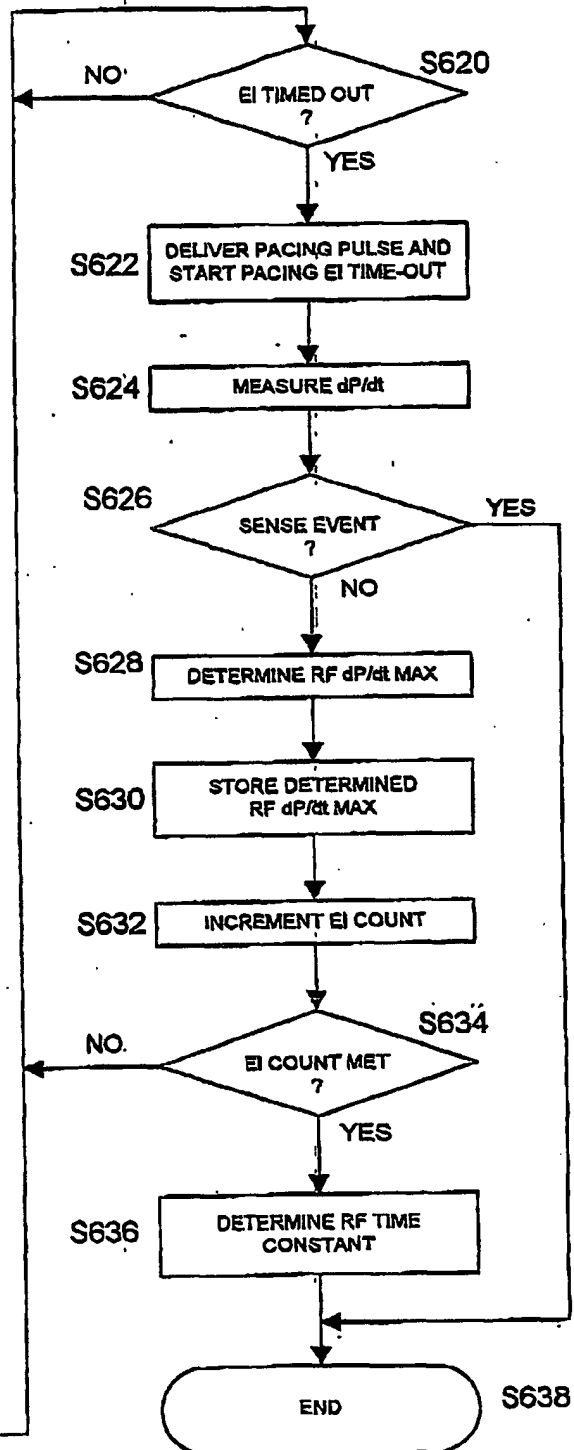 S620
NO
EI TIMED OUT
?
YES
S622
DELIVER PACING PULSE AND
START PACING EI TIME-OUT
S624
MEASURE dP/dt
S626
YES
SENSE EVENT
?
NO
S628
DETERMINE RF dP/dt MAX
S630
STORE DETERMINED
RF dP/dt MAX
S632
INCREMENT EI COUNT
S634
NO.
EI COUNT MET
?
YES
S636
DETERMINE RF TIME
CONSTANT
END
S638